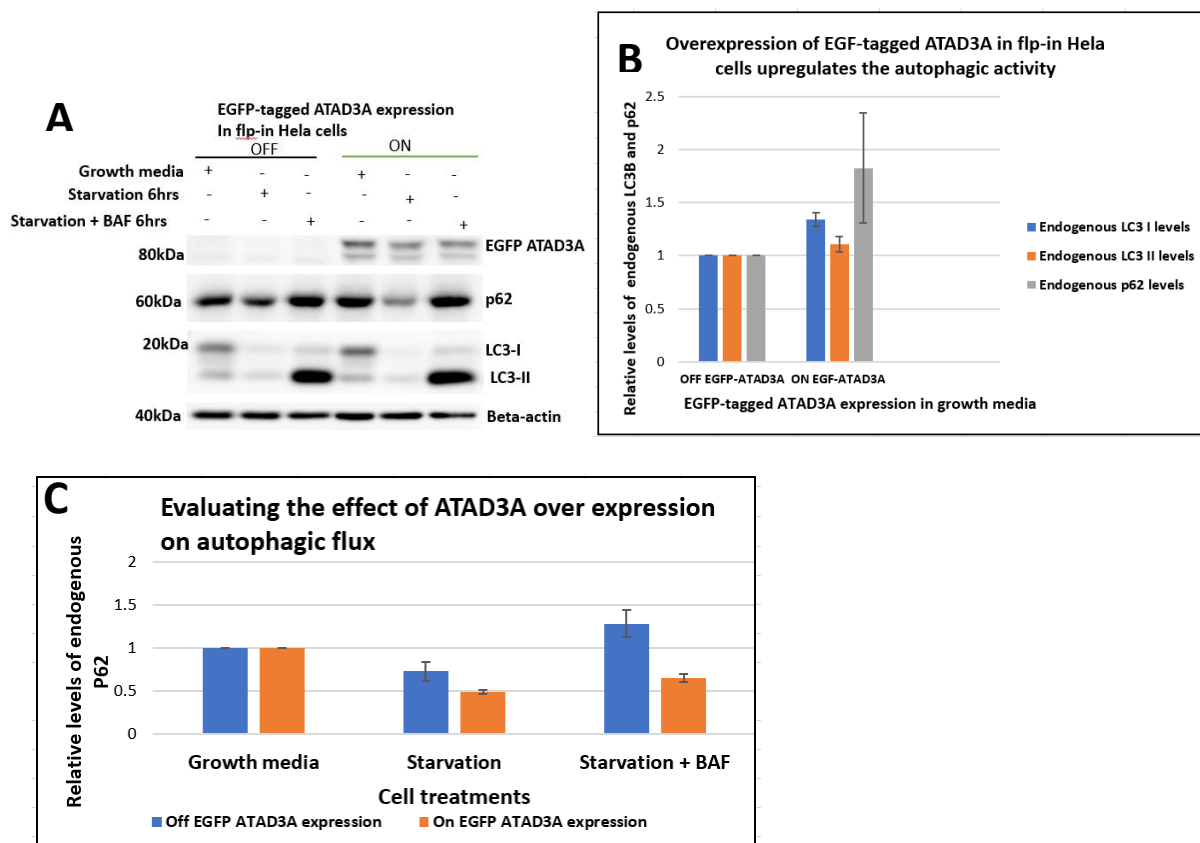 A
EGFP-tagged ATAD3A expression
In flp-in Hela cells
OFF
ON
Growth media + - - + - -
Starvation 6hrs - + - - + -
Starvation + BAF 6hrs - - + - - +
EGFP ATAD3A
80kDa
60kDa
p62
20kDa
LC3-I
LC3-II
40kDa
Beta-actin
B
Overexpression of EGF-tagged ATAD3A in flp-in Hela
cells upregulates the autophagic activity
Relative levels of endogenous LC3B and p62
2.5
2
1.5
1
0.5
0
OFF EGFP-ATAD3A
ON EGF-ATAD3A
EGFP-tagged ATAD3A expression in growth media
Endogenous LC3 I levels
Endogenous LC3 II levels
Endogenous p62 levels
C
Evaluating the effect of ATAD3A over expression
on autophagic flux
Relative levels of endogenous
P62
2
1.5
1
0.5
0
Growth media
Starvation
Starvation + BAF
Cell treatments
Off EGFP ATAD3A expression
On EGFP ATAD3A expression